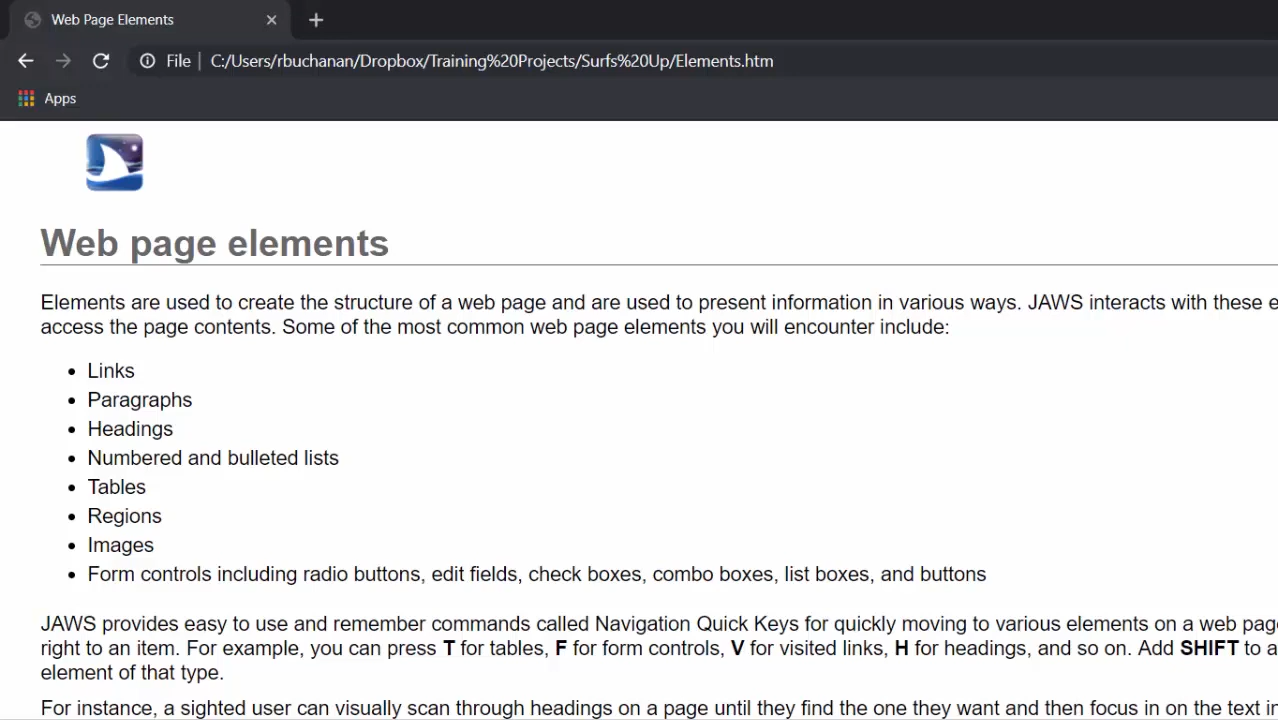 Web Page Elements
File | C:/Users/rbuchanan/Dropbox/Training%20Projects/Surfs%20Up/Elements.htm
Apps
Web page elements
Elements are used to create the structure of a web page and are used to present information in various ways. JAWS interacts with these
access the page contents. Some of the most common web page elements you will encounter include:
• Links
• Paragraphs
• Headings
• Numbered and bulleted lists
• Tables
• Regions
• Images
• Form controls including radio buttons, edit fields, check boxes, combo boxes, list boxes, and buttons
JAWS provides easy to use and remember commands called Navigation Quick Keys for quickly moving to various elements on a web
right to an item. For example, you can press T for tables, F for form controls, V for visited links, H for headings, and so on. Add SHIFT to
element of that type.
For instance, a sighted user can visually scan through headings on a page until they find the one they want and then focus in on the text